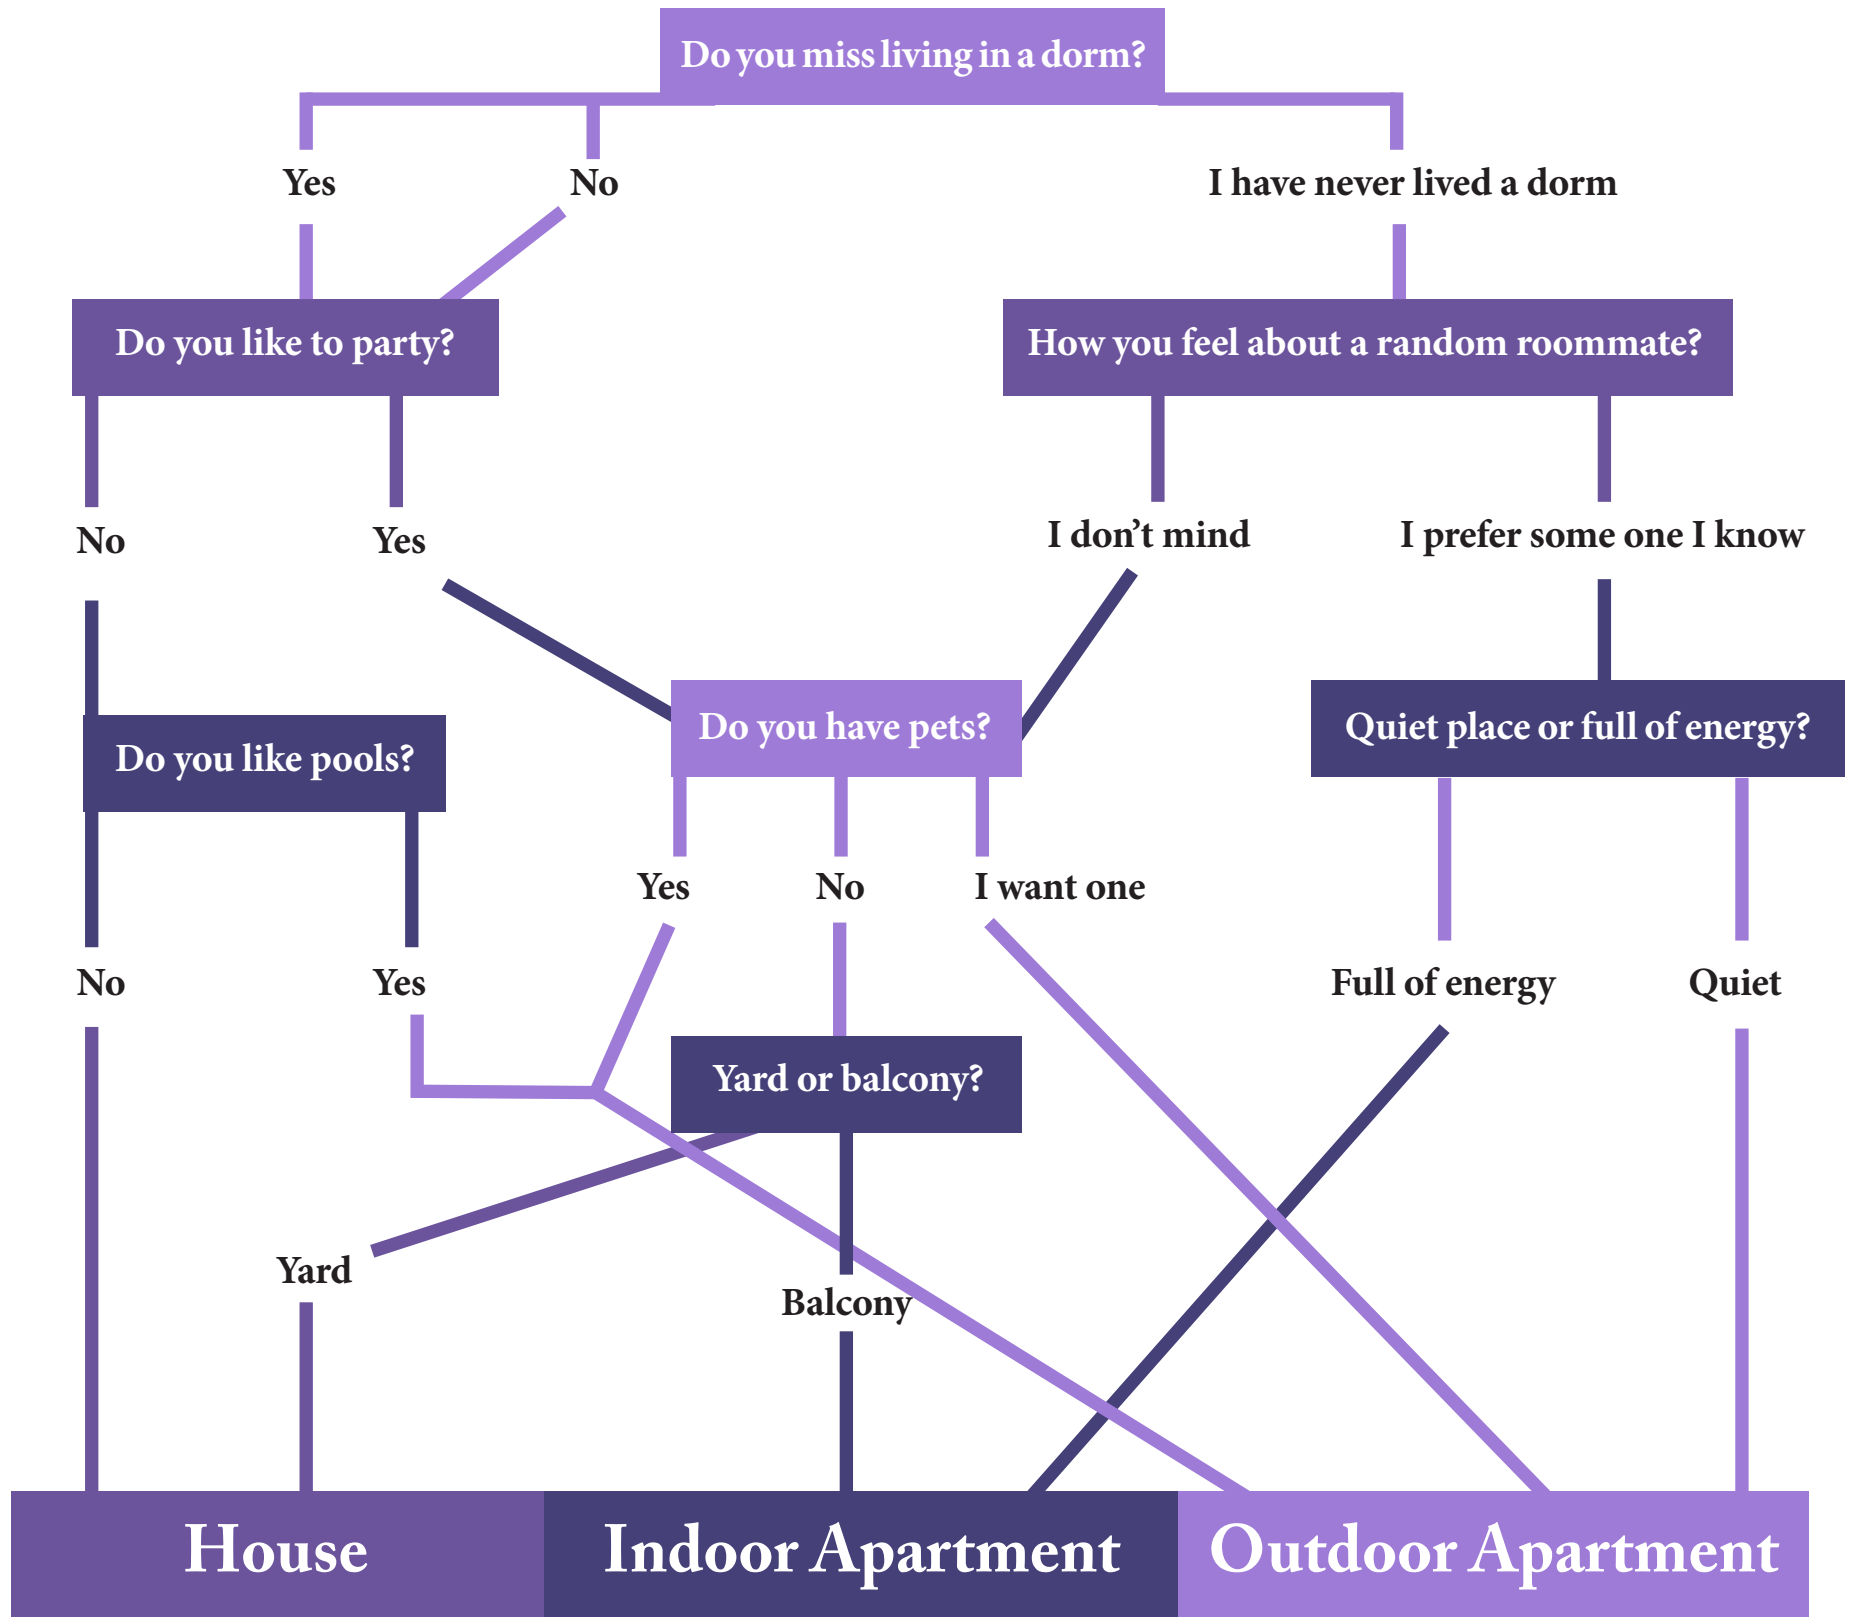 Do you miss living in a dorm?
Yes
No
I have never lived a dorm
Do you like to party?
How you feel about a random roommate?
No
Yes
I don’t mind
I prefer some one I know
Do you like pools?
Do you have pets?
Quiet place or full of energy?
Yes
No
I want one
No
Yes
Full of energy
Quiet
Yard or balcony?
Yard
Balcony
House
Indoor Apartment
Outdoor Apartment